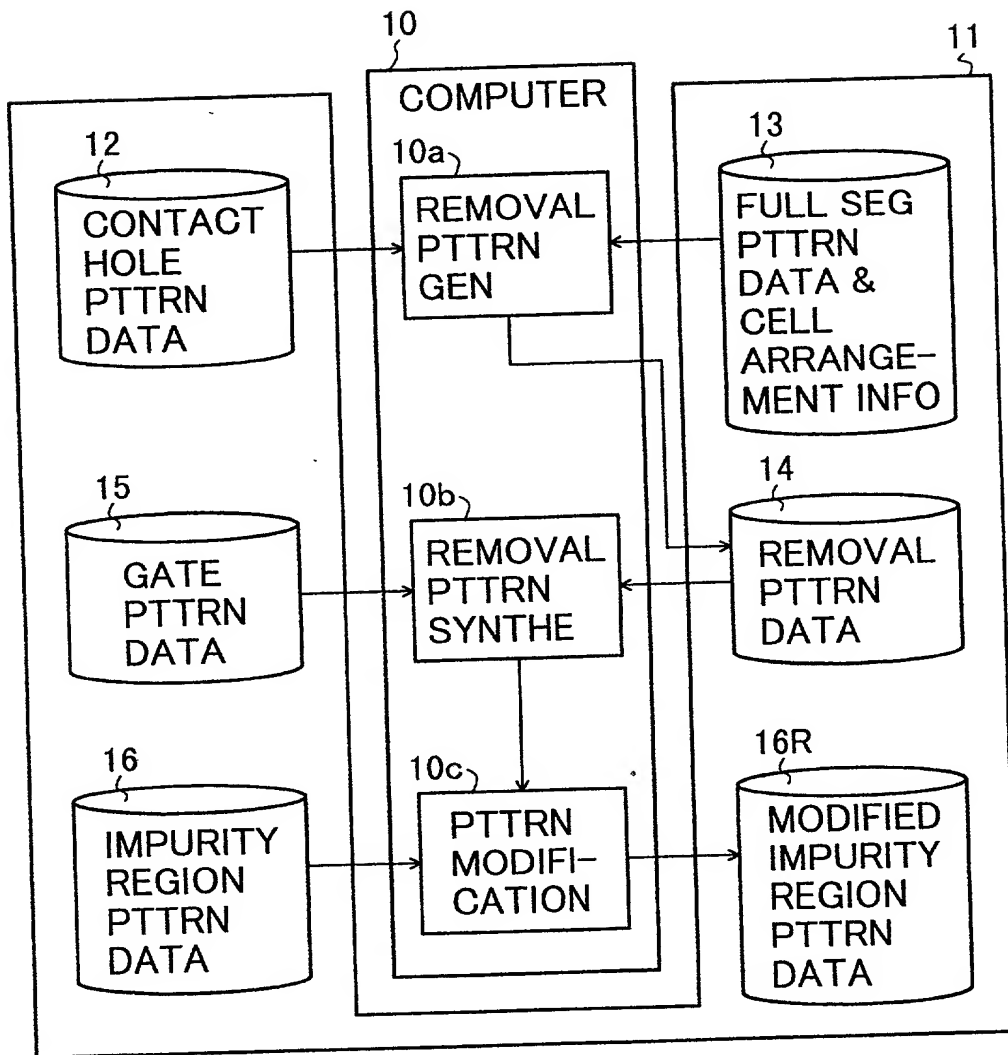 10
11
COMPUTER
12
CONTACT
HOLE
PTTRN
DATA
10a
REMOVAL
PTTRN
GEN
13
FULL SEG
PTTRN
DATA &
CELL
ARRANGE-
MENT INFO
15
GATE
PTTRN
DATA
10b
REMOVAL
PTTRN
SYNTHE
14
REMOVAL
PTTRN
DATA
16
IMPURITY
REGION
PTTRN
DATA
10c
PTTRN
MODIFI-
CATION
16R
MODIFIED
IMPURITY
REGION
PTTRN
DATA